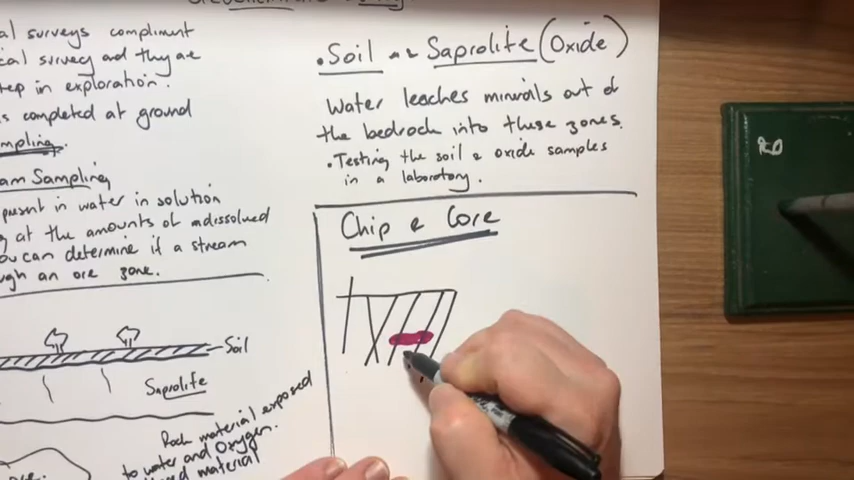 al surveys compliment
cal survey and they are
tep in exploration.
s completed at ground
mpling.
am Sampling
present in water in solution
g at the amounts of dissolved
ou can determine if a stream
ugh an ore zone.
Soil
Saprolite
Rock material exposed
to water and Oxygen.
material
• Soil & Saprolite (Oxide)
Water leaches minerals out of
the bedrock into these zones.
• Testing the soil & oxide samples
in a laboratory.
Chip & Core
B